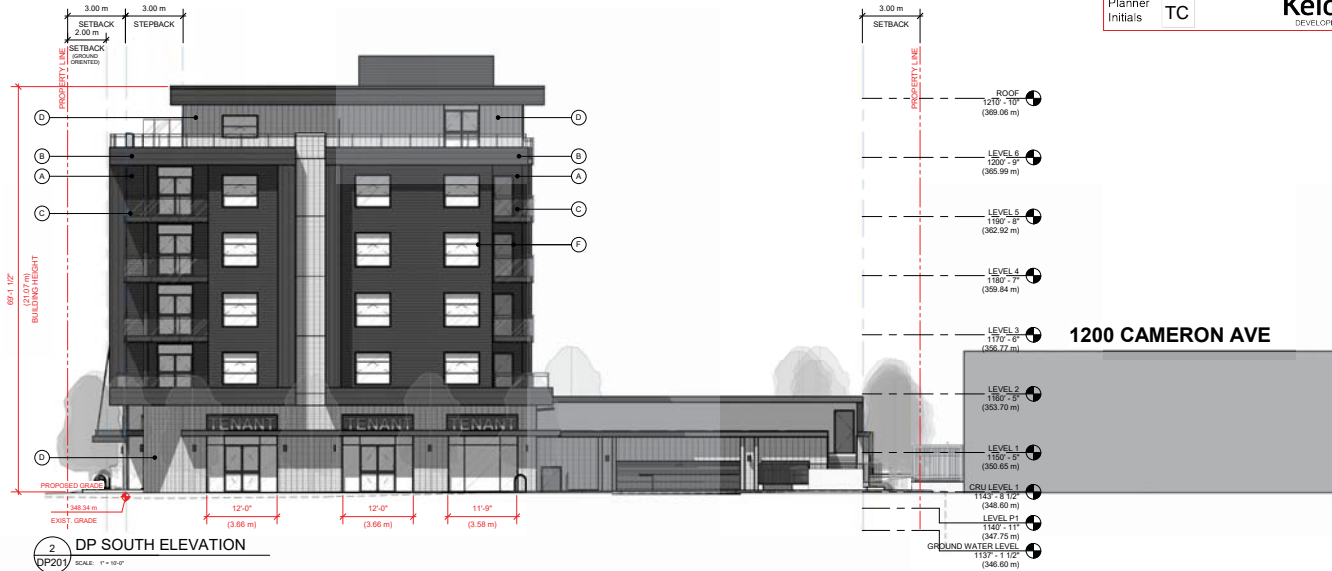 3.00 m
SETBACK
2.00 m
SETBACK
(GROUND
ORIENTED)
3.00 m
STEPBACK
3.00 m
SETBACK
Planner
Initials
TC
DEVELOP
PROPERTY LINE
PROPERTY LINE
D
B
A
C
D
D
B
A
C
F
69'-1 1/2"
(21.07 m)
BUILDING HEIGHT
TENANT
TENANT
TENANT
PROPOSED GRADE
348.34 m
EXIST. GRADE
12'-0"
(3.66 m)
12'-0"
(3.66 m)
11'-9"
(3.58 m)
ROOF
1210' - 10"
(369.06 m)
LEVEL 6
1200' - 9"
(365.99 m)
LEVEL 5
1190' - 8"
(362.92 m)
LEVEL 4
1180' - 7"
(359.84 m)
LEVEL 3
1170' - 6"
(356.77 m)
LEVEL 2
1160' - 5"
(353.70 m)
LEVEL 1
1150' - 5"
(350.65 m)
CRU LEVEL 1
1143' - 8 1/2"
(348.60 m)
LEVEL P1
1140' - 11"
(347.75 m)
GROUND WATER LEVEL
1137' - 1 1/2"
(346.60 m)
1200 CAMERON AVE
2
DP201
DP SOUTH ELEVATION
SCALE: 1" = 10'-0"